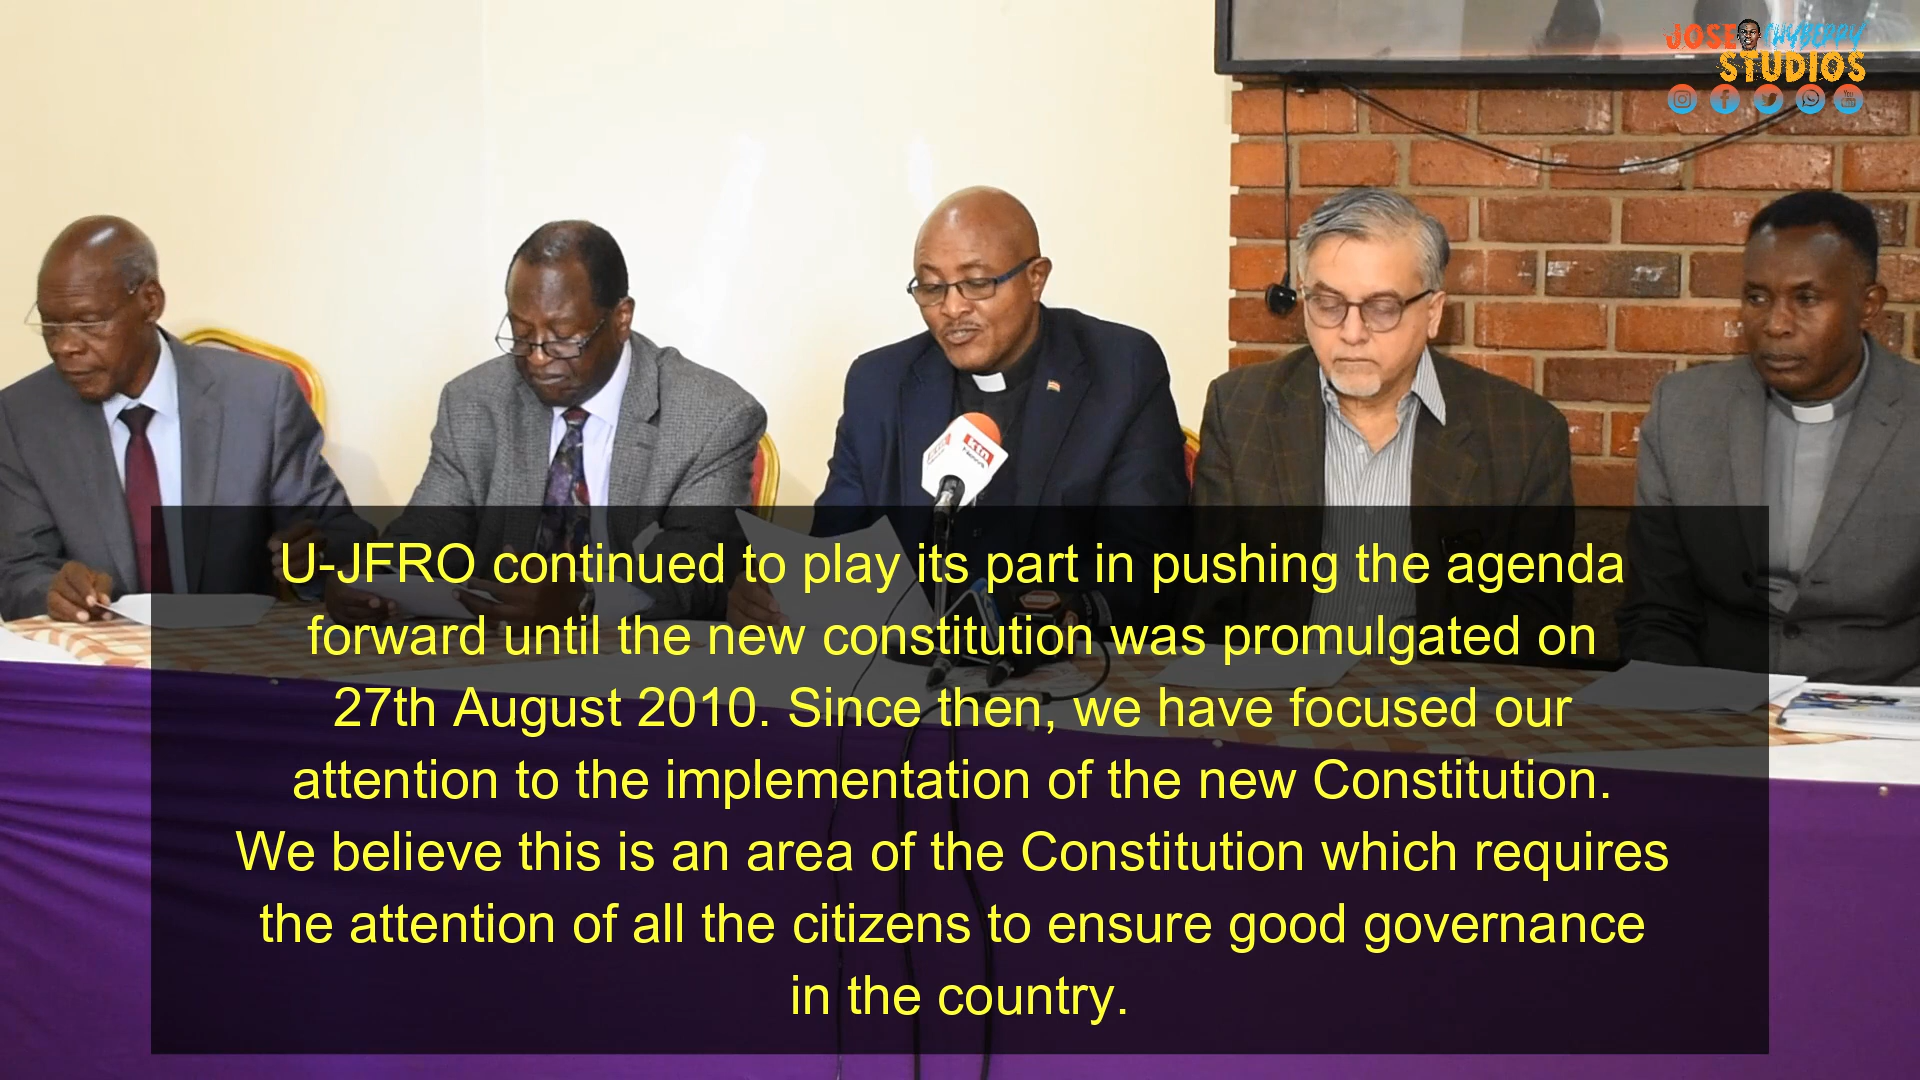 JOSE INYBERRY
STUDIOS
ktn
news
U-JFRO continued to play its part in pushing the agenda
forward until the new constitution was promulgated on
27th August 2010. Since then, we have focused our
attention to the implementation of the new Constitution.
We believe this is an area of the Constitution which requires
the attention of all the citizens to ensure good governance
in the country.